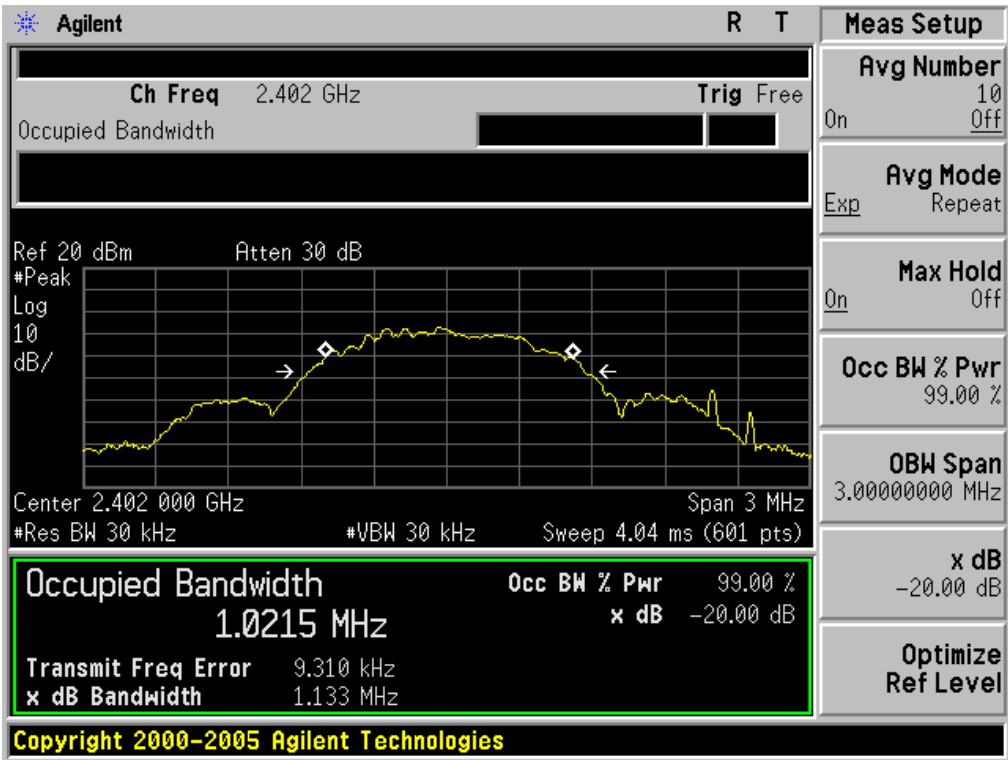 Agilent R T
Ch Freq 2.402 GHz Trig Free
Occupied Bandwidth
Ref 20 dBm Atten 30 dB
#Peak
Log
10
dB/
Center 2.402 000 GHz Span 3 MHz
#Res BW 30 kHz #VBW 30 kHz Sweep 4.04 ms (601 pts)
Occupied Bandwidth
1.0215 MHz
Occ BW % Pwr 99.00 %
x dB -20.00 dB
Transmit Freq Error 9.310 kHz
x dB Bandwidth 1.133 MHz
Copyright 2000-2005 Agilent Technologies
Meas Setup
Avg Number
10
On Off
Avg Mode
Exp Repeat
Max Hold
On Off
Occ BW % Pwr
99.00 %
OBW Span
3.00000000 MHz
x dB
-20.00 dB
Optimize
Ref Level